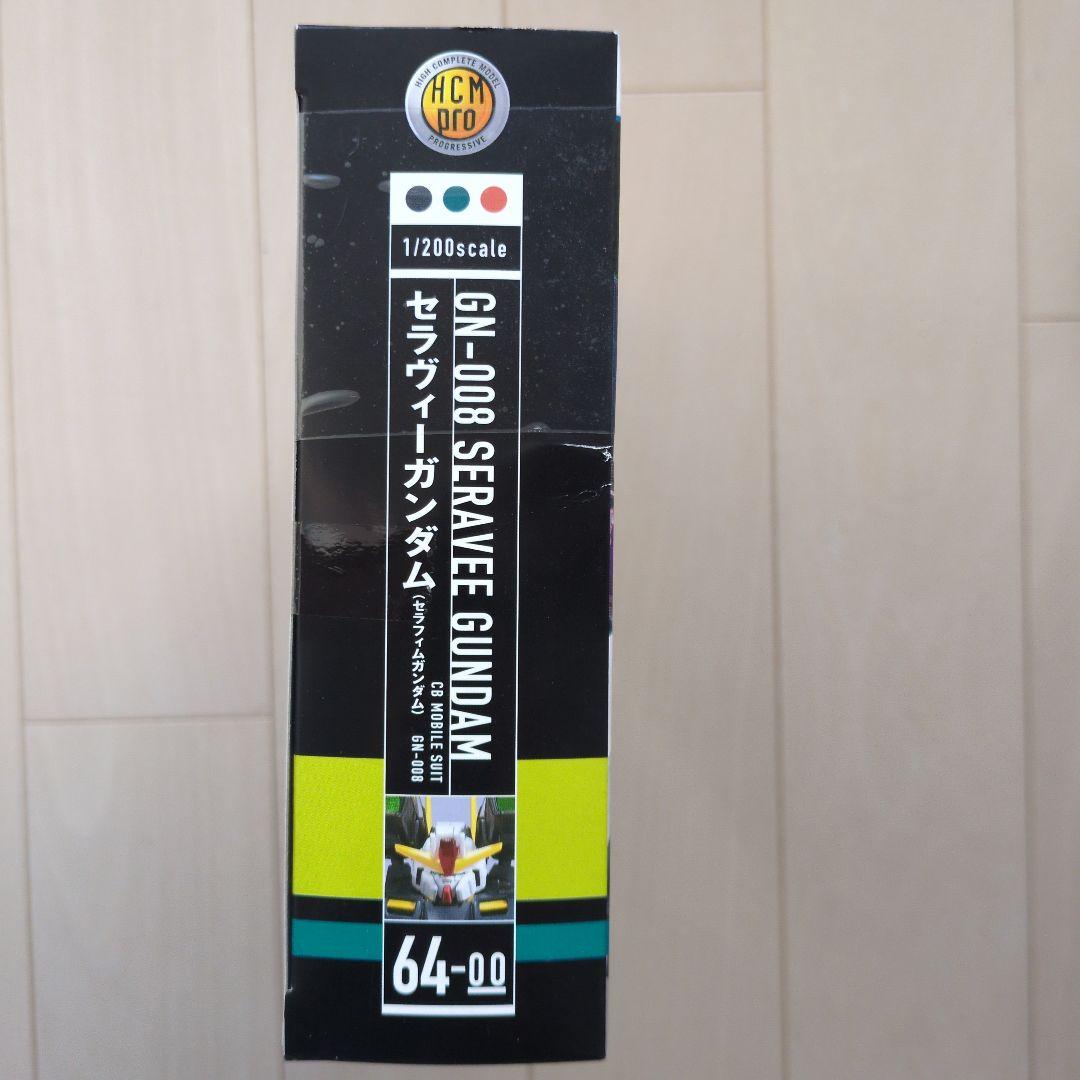 HIGH COMPLETE MODEL
HCM
pro
PROGRESSIVE
1/200scale
GN-008 SERAVEE GUNDAM
セラヴィーガンダム(セラフィムガンダム)
CB MOBILE SUIT
GN-008
64-00